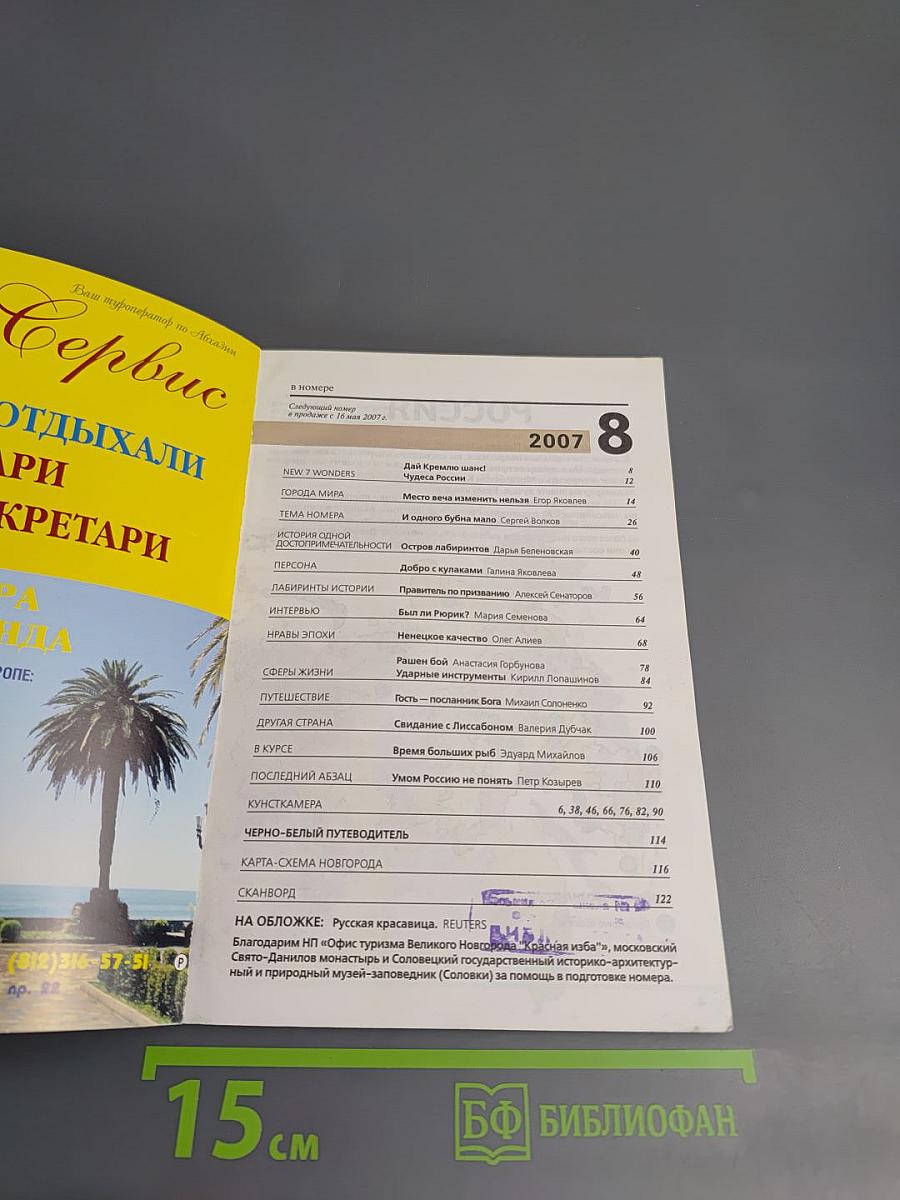 Ваш туроператор по Абхазии
Сервис
ОТДЫХАЛИ
АРИ
КРЕТАРИ
РА
НДА
РОПЕ:
(812)316-57-51
пр. 22
в номере
Следующий номер
в продаже с 16 мая 2007 г.
2007 8
NEW 7 WONDERS Дай Кремлю шанс! 8
Чудеса России 12
ГОРОДА МИРА Место веча изменить нельзя Егор Яковлев 14
ТЕМА НОМЕРА И одного бубна мало Сергей Волков 26
ИСТОРИЯ ОДНОЙ
ДОСТОПРИМЕЧАТЕЛЬНОСТИ Остров лабиринтов Дарья Беленовская 40
ПЕРСОНА Добро с кулаками Галина Яковлева 48
ЛАБИРИНТЫ ИСТОРИИ Правитель по призванию Алексей Сенаторов 56
ИНТЕРВЬЮ Был ли Рюрик? Мария Семенова 64
НРАВЫ ЭПОХИ Ненецкое качество Олег Алиев 68
Рашен бой Анастасия Горбунова 78
СФЕРЫ ЖИЗНИ Ударные инструменты Кирилл Лопашинов 84
ПУТЕШЕСТВИЕ Гость — посланник Бога Михаил Солоненко 92
ДРУГАЯ СТРАНА Свидание с Лиссабоном Валерия Дубчак 100
В КУРСЕ Время больших рыб Эдуард Михайлов 106
ПОСЛЕДНИЙ АБЗАЦ Умом Россию не понять Петр Козырев 110
КУНСТКАМЕРА 6, 38, 46, 66, 76, 82, 90
ЧЕРНО-БЕЛЫЙ ПУТЕВОДИТЕЛЬ 114
КАРТА-СХЕМА НОВГОРОДА 116
СКАНВОРД 122
НА ОБЛОЖКЕ: Русская красавица. REUTERS
Благодарим НП «Офис туризма Великого Новгорода "Красная изба"», московский
Свято-Данилов монастырь и Соловецкий государственный историко-архитектур-
ный и природный музей-заповедник (Соловки) за помощь в подготовке номера.
15 см
БФ БИБЛИОФАН